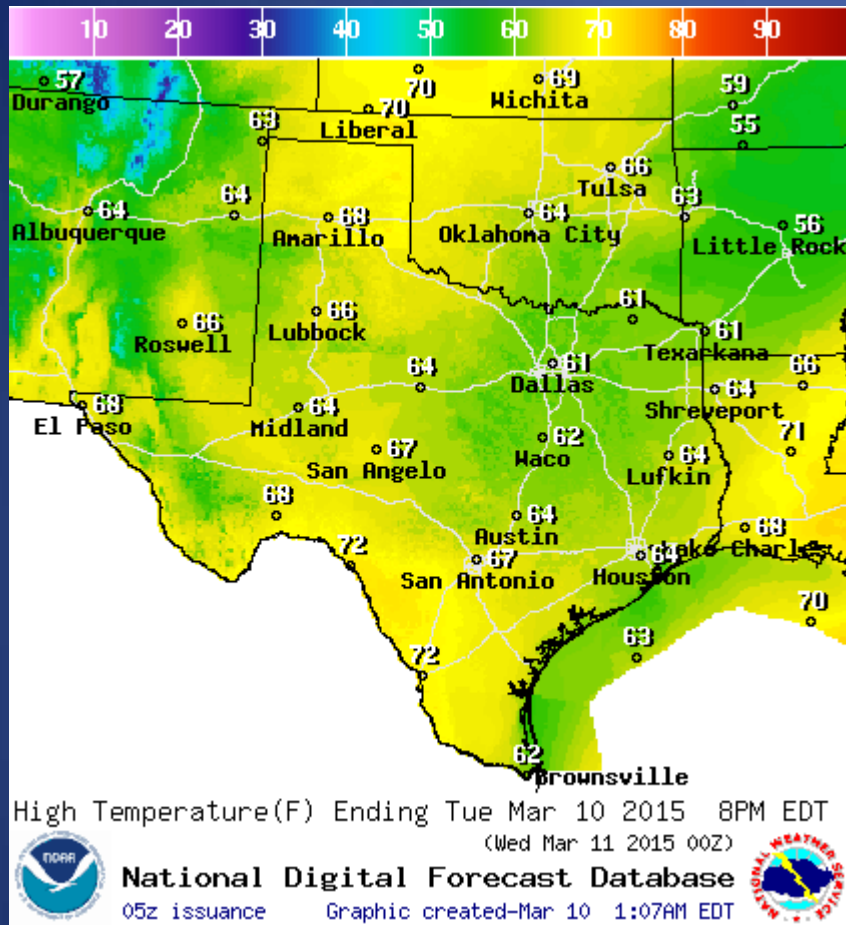 10 20 30 40 50 60 70 80 90
57
Durango
70
70
Liberal
69
Wichita
59
55
63
66
Tulsa
64
Albuquerque
64
68
Amarillo
64
Oklahoma City
63
56
Little Rock
66
Roswell
66
Lubbock
61
61
Texarkana
64
61
Dallas
64
Shreveport
66
68
El Paso
64
Midland
67
San Angelo
62
Waco
64
Lufkin
71
68
64
Austin
68
Lake Charles
72
67
San Antonio
64
Houston
70
63
72
62
Brownsville
High Temperature(F) Ending Tue Mar 10 2015 8PM EDT
(Wed Mar 11 2015 00Z)
NOAA
National Digital Forecast Database
05z issuance Graphic created-Mar 10 1:07AM EDT
NATIONAL WEATHER SERVICE